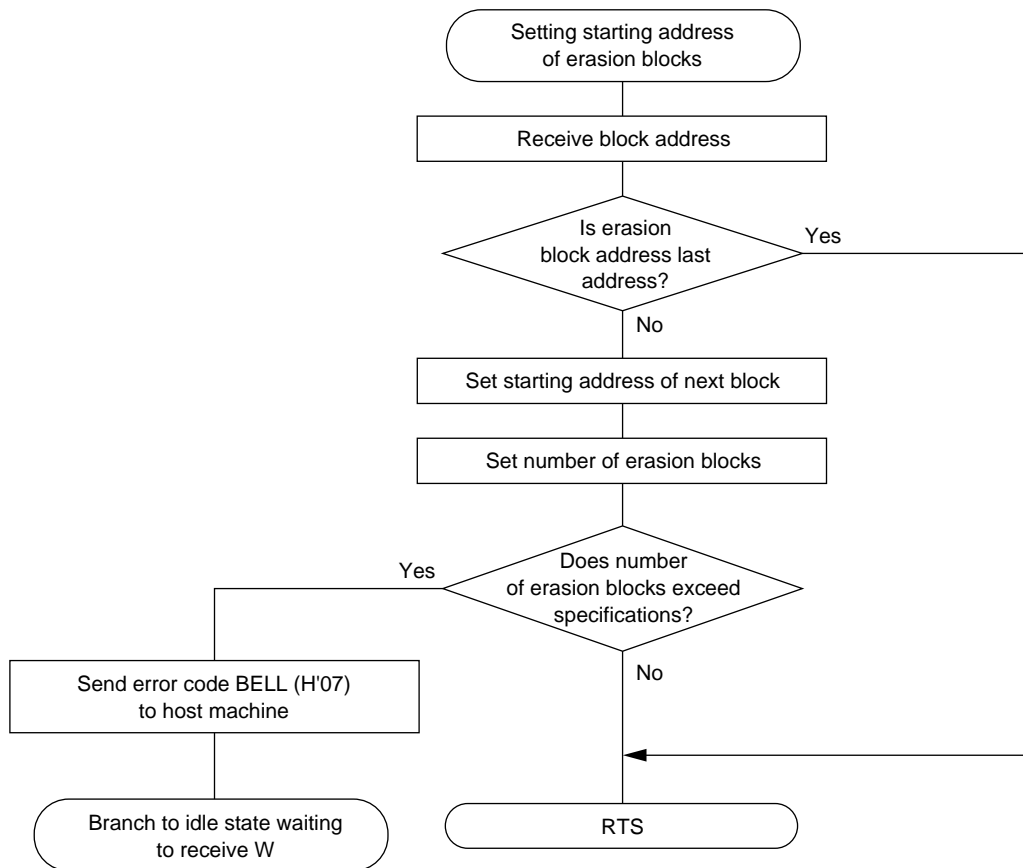 Setting starting address
of erasion blocks
Receive block address
Is erasion
block address last
address?
Yes
No
Set starting address of next block
Set number of erasion blocks
Does number
of erasion blocks exceed
specifications?
Yes
No
Send error code BELL (H'07)
to host machine
Branch to idle state waiting
to receive W
RTS